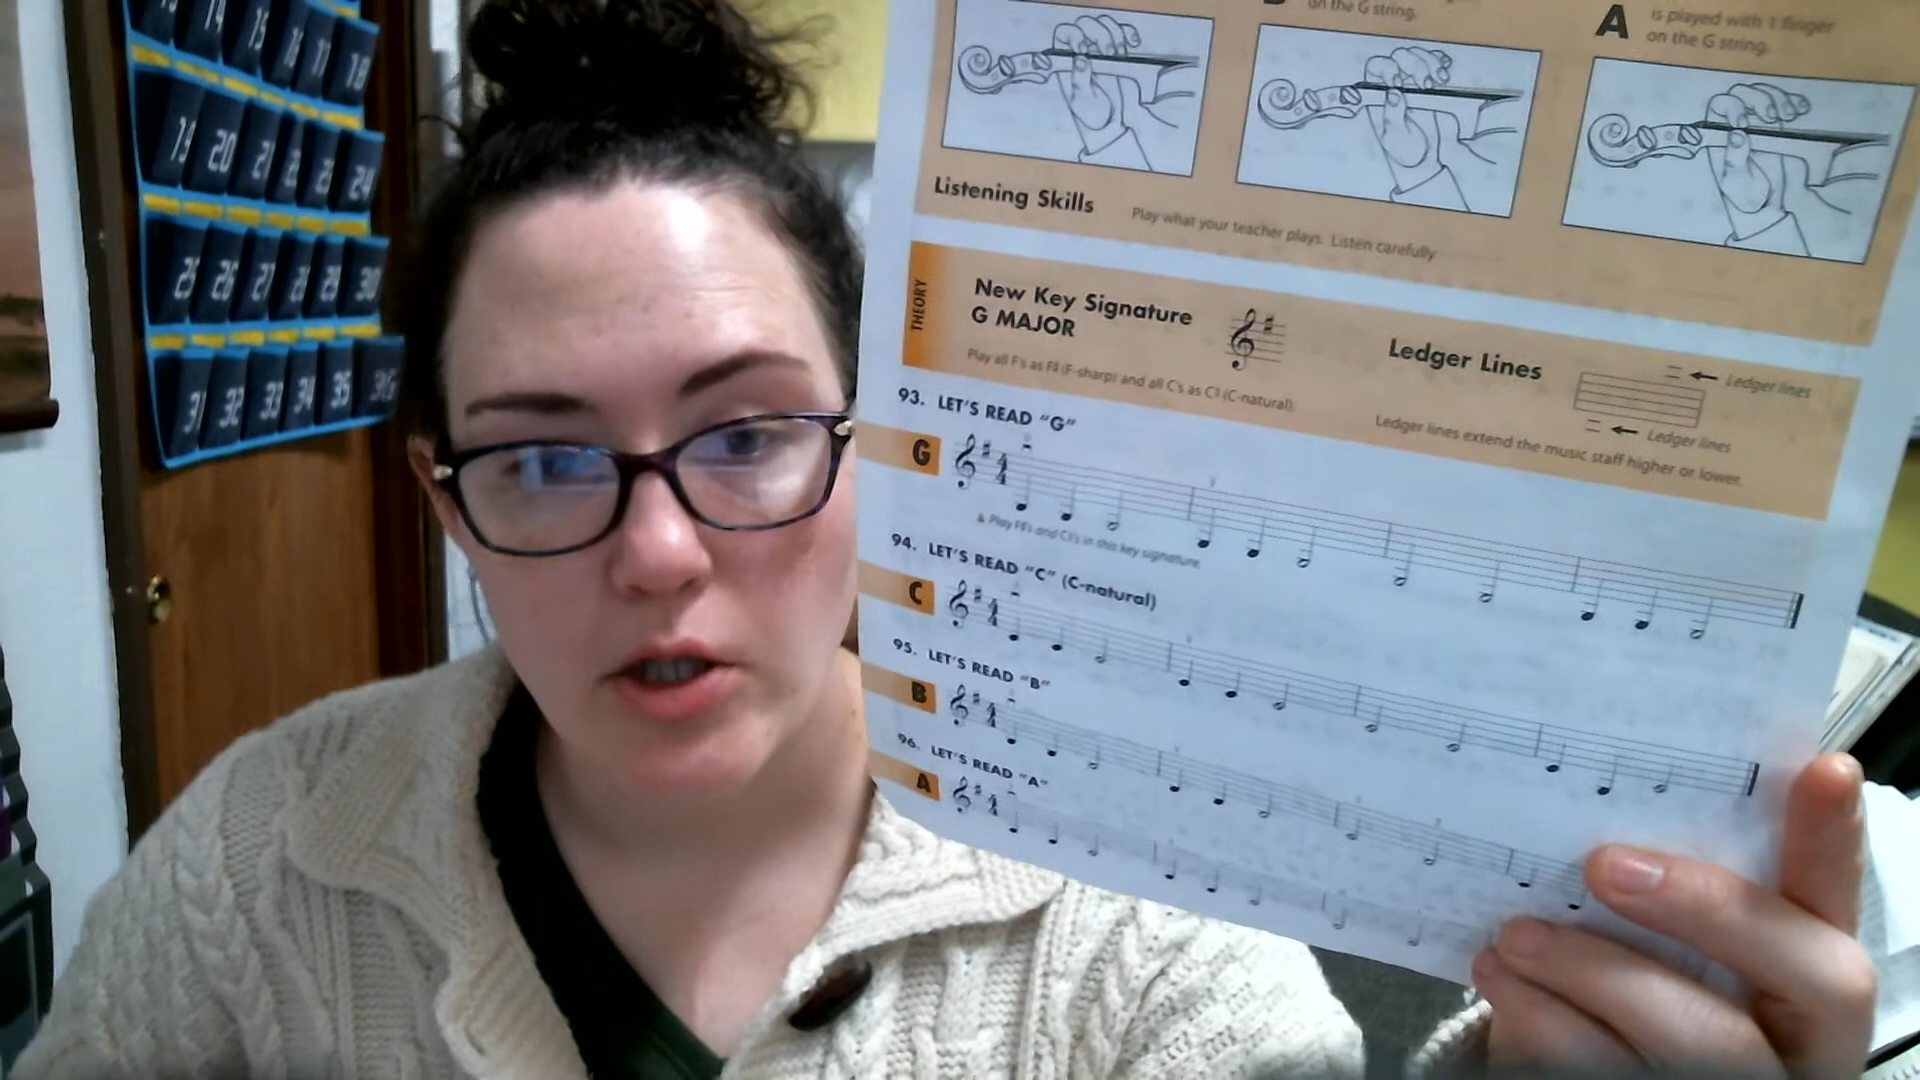 13 14 15 16 17 18
19 20 21 22 23 24
25 26 27 28 29 30
31 32 33 34 35 36
on the G string.
A is played with 1 finger
on the G string.
Listening Skills Play what your teacher plays. Listen carefully.
THEORY
New Key Signature
G MAJOR
Play all F's as F♯ (F-sharp) and all C's as C♮ (C-natural).
Ledger Lines
Ledger lines
Ledger lines
Ledger lines extend the music staff higher or lower.
93. LET'S READ "G"
G
▲ Play F♯'s and C♮'s in this key signature.
94. LET'S READ "C" (C-natural)
C
95. LET'S READ "B"
B
96. LET'S READ "A"
A